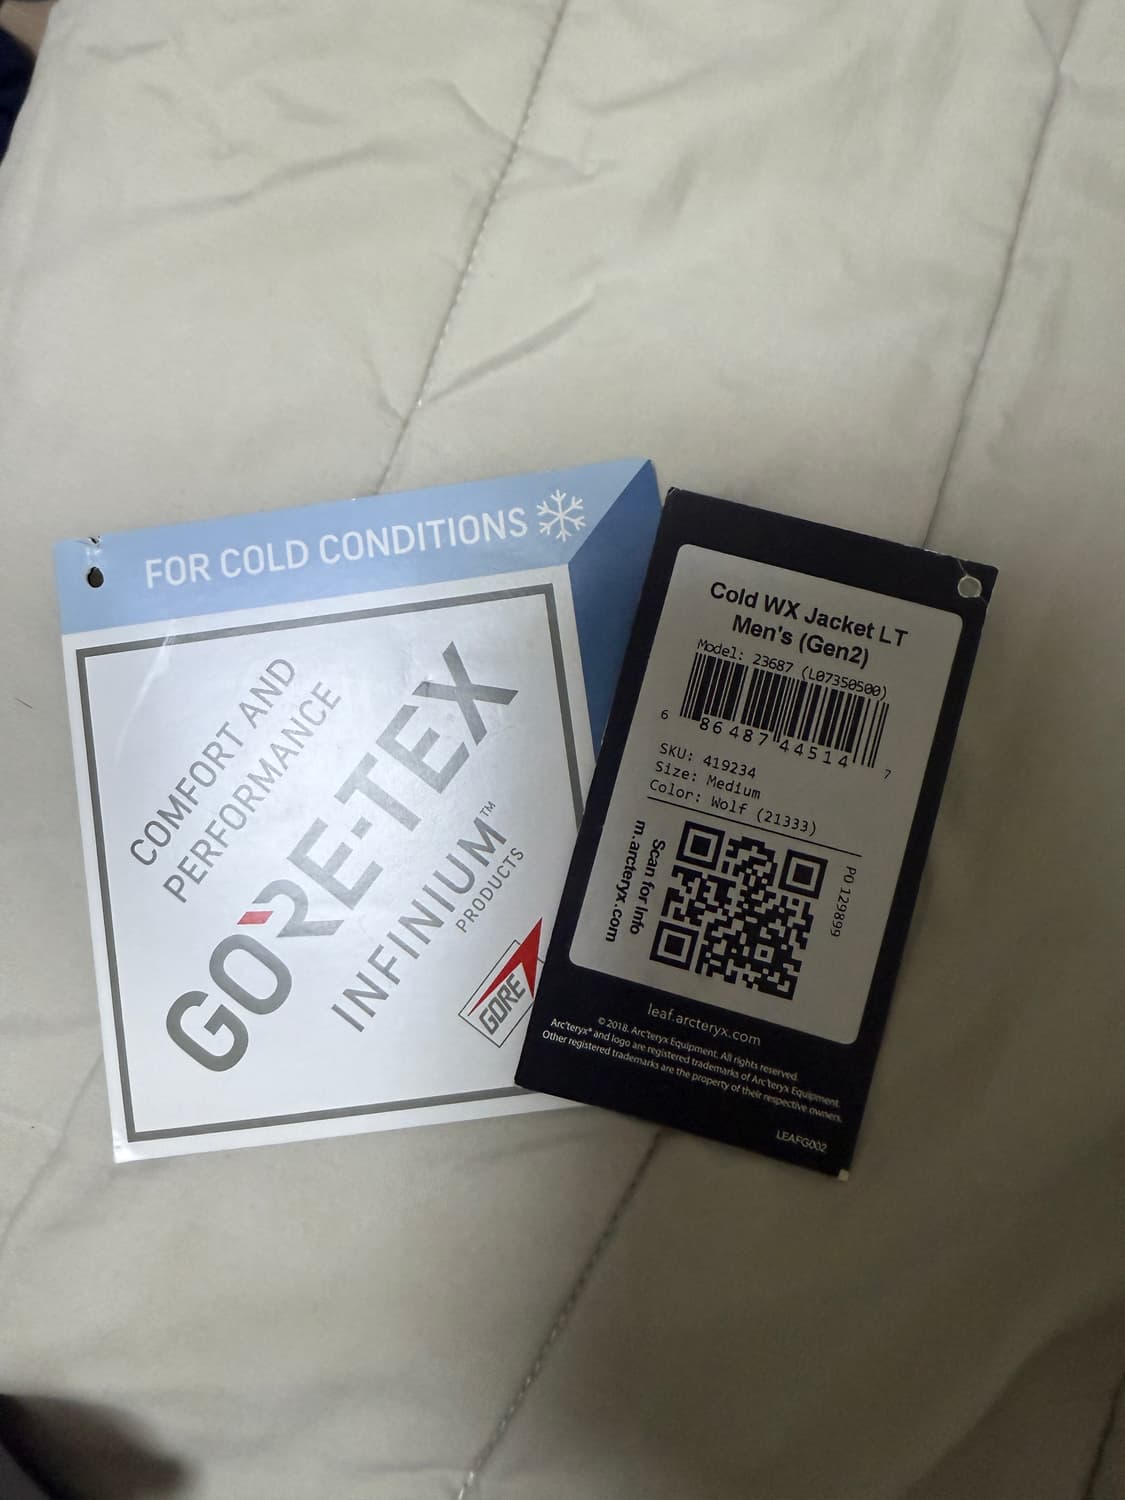 FOR COLD CONDITIONS
COMFORT AND
PERFORMANCE
GORE-TEX
INFINIUM™
PRODUCTS
GORE
Cold WX Jacket LT
Men's (Gen2)
Model: 23687 (L07350500)
6 86487 44514 7
SKU: 419234
Size: Medium
Color: Wolf (21333)
Scan for info
m.arcteryx.com
PO 129899
leaf.arcteryx.com
©2018. Arc'teryx Equipment. All rights reserved.
Arc'teryx® and logo are registered trademarks of Arc'teryx Equipment.
Other registered trademarks are the property of their respective owners.
LEAFG002